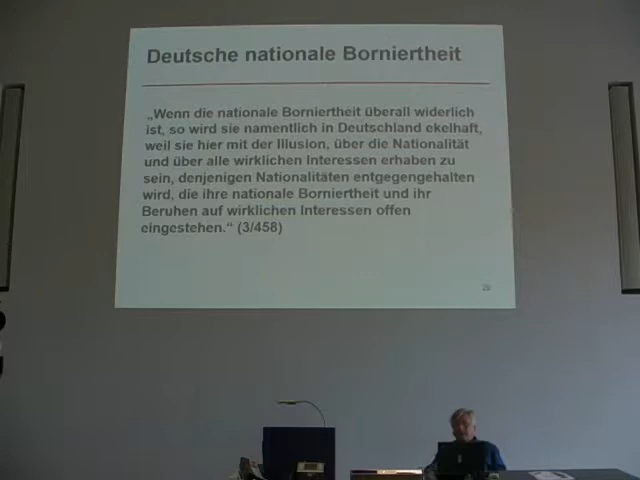 Deutsche nationale Borniertheit
„Wenn die nationale Borniertheit überall widerlich
ist, so wird sie namentlich in Deutschland ekelhaft,
weil sie hier mit der Illusion, über die Nationalität
und über alle wirklichen Interessen erhaben zu
sein, denjenigen Nationalitäten entgegengehalten
wird, die ihre nationale Borniertheit und ihr
Beruhen auf wirklichen Interessen offen
eingestehen.“ (3/458)